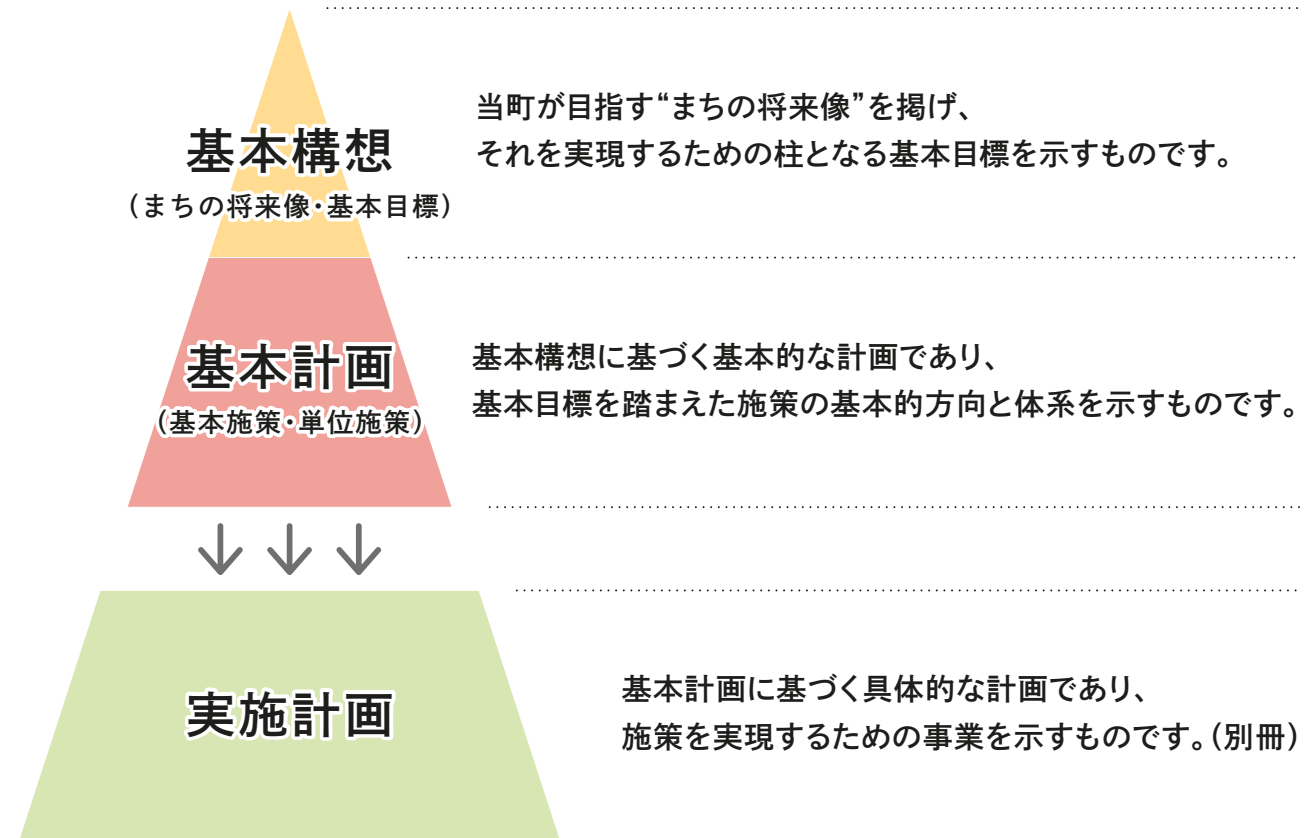 基本構想
（まちの将来像・基本目標）
当町が目指す“まちの将来像”を掲げ、
それを実現するための柱となる基本目標を示すものです。
基本計画
（基本施策・単位施策）
基本構想に基づく基本的な計画であり、
基本目標を踏まえた施策の基本的方向と体系を示すものです。
実施計画
基本計画に基づく具体的な計画であり、
施策を実現するための事業を示すものです。（別冊）